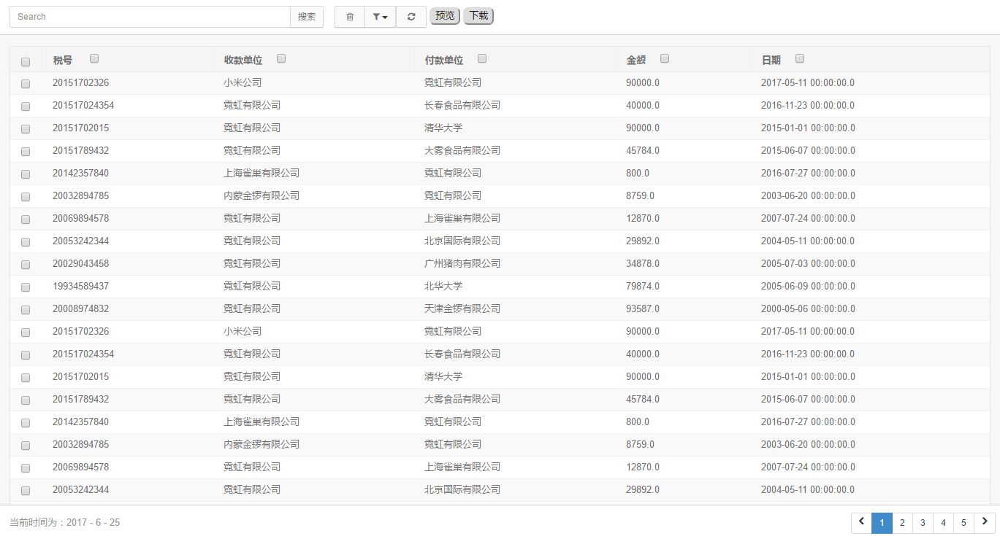 Search 搜索 预览 下载
税号 收款单位 付款单位 金额 日期
20151702326 小米公司 霓虹有限公司 90000.0 2017-05-11 00:00:00.0
201517024354 霓虹有限公司 长春食品有限公司 40000.0 2016-11-23 00:00:00.0
20151702015 霓虹有限公司 清华大学 90000.0 2015-01-01 00:00:00.0
20151789432 霓虹有限公司 大雾食品有限公司 45784.0 2015-06-07 00:00:00.0
20142357840 上海雀巢有限公司 霓虹有限公司 800.0 2016-07-27 00:00:00.0
20032894785 内蒙金锣有限公司 霓虹有限公司 8759.0 2003-06-20 00:00:00.0
20069894578 霓虹有限公司 上海雀巢有限公司 12870.0 2007-07-24 00:00:00.0
20053242344 霓虹有限公司 北京国际有限公司 29892.0 2004-05-11 00:00:00.0
20029043458 霓虹有限公司 广州猪肉有限公司 34878.0 2005-07-03 00:00:00.0
19934589437 霓虹有限公司 北华大学 79874.0 2005-06-09 00:00:00.0
20008974832 霓虹有限公司 天津金锣有限公司 93587.0 2000-05-06 00:00:00.0
20151702326 小米公司 霓虹有限公司 90000.0 2017-05-11 00:00:00.0
201517024354 霓虹有限公司 长春食品有限公司 40000.0 2016-11-23 00:00:00.0
20151702015 霓虹有限公司 清华大学 90000.0 2015-01-01 00:00:00.0
20151789432 霓虹有限公司 大雾食品有限公司 45784.0 2015-06-07 00:00:00.0
20142357840 上海雀巢有限公司 霓虹有限公司 800.0 2016-07-27 00:00:00.0
20032894785 内蒙金锣有限公司 霓虹有限公司 8759.0 2003-06-20 00:00:00.0
20069894578 霓虹有限公司 上海雀巢有限公司 12870.0 2007-07-24 00:00:00.0
20053242344 霓虹有限公司 北京国际有限公司 29892.0 2004-05-11 00:00:00.0
当前时间为：2017 - 6 - 25 1 2 3 4 5